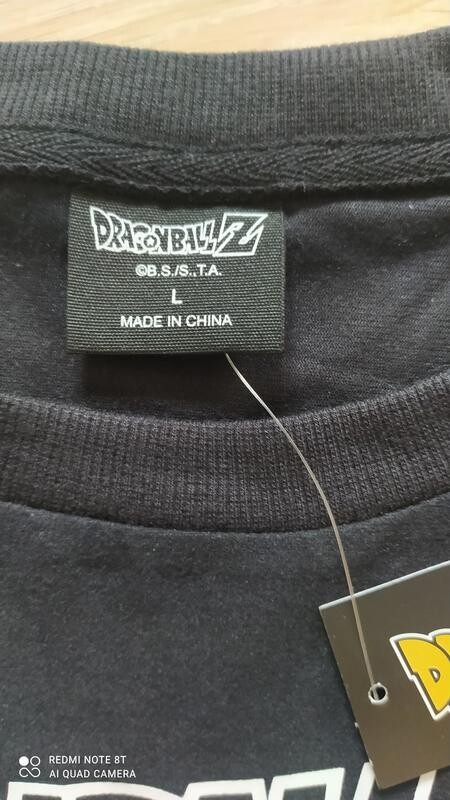 DRAGONBALL Z
©B.S./S.,T.A.
L
MADE IN CHINA
REDMI NOTE 8T
AI QUAD CAMERA